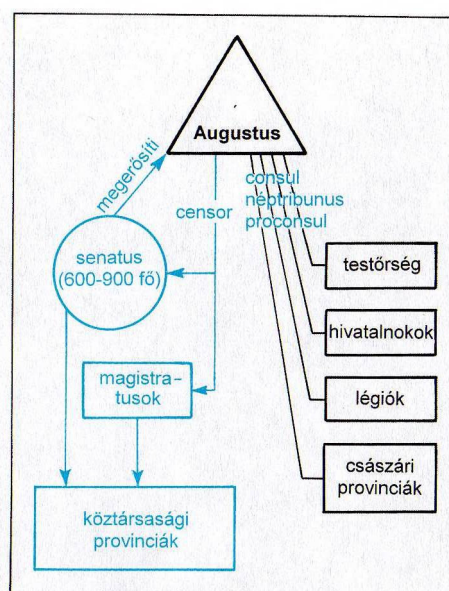 Augustus
megerősíti
censor
consul
néptribunus
proconsul
senatus
(600-900 fő)
testőrség
hivatalnokok
magistra-
tusok
légiók
császári
provinciák
köztársasági
provinciák